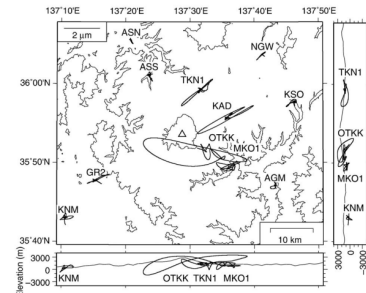 137°10'E 137°20' 137°30' 137°40' 137°50'E
2 μm
ASN
NGW
ASS
36°00'
TKN1
TKN1
KSO
KAD
OTKK
OTKK
MKO1
35°50'
MKO1
GR2
AGM
KNM
KNM
10 km
35°40'
3000
0
−3000
Elevation (m)
3000
0
−3000
KNM OTKK TKN1 MKO1